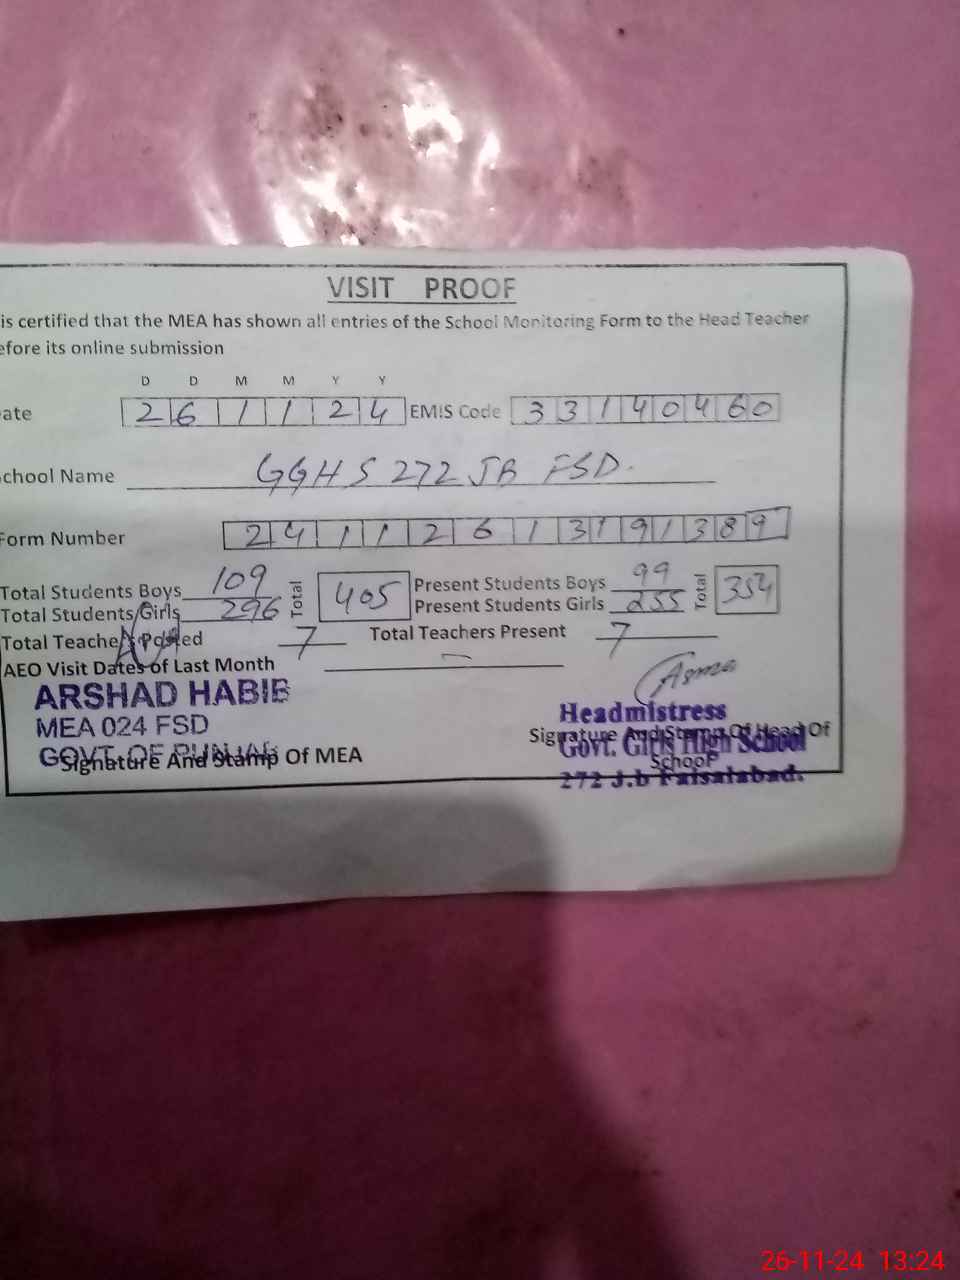 VISIT PROOF
is certified that the MEA has shown all entries of the School Monitoring Form to the Head Teacher
efore its online submission
D D M M Y Y
ate 2 6 1 1 2 4 EMIS Code 3 3 1 4 0 4 6 0
chool Name GGHS 272 JB FSD.
Form Number 2 4 1 1 2 6 1 3 1 9 1 3 8 9
Total Students Boys 109 Total 405 Present Students Boys 99 Total 354
Total Students Girls 296 Present Students Girls 255
Total Teachers Posted 7 Total Teachers Present 7
AEO Visit Dates of Last Month –
Asma
ARSHAD HABIB
MEA 024 FSD
GOVT. OF PUNJAB
Signature And Stamp Of MEA
Headmistress
Signature And Stamp Of Head Of
Govt. Girls High School
School
272 J.b Faisalabad.
26-11-24 13:24